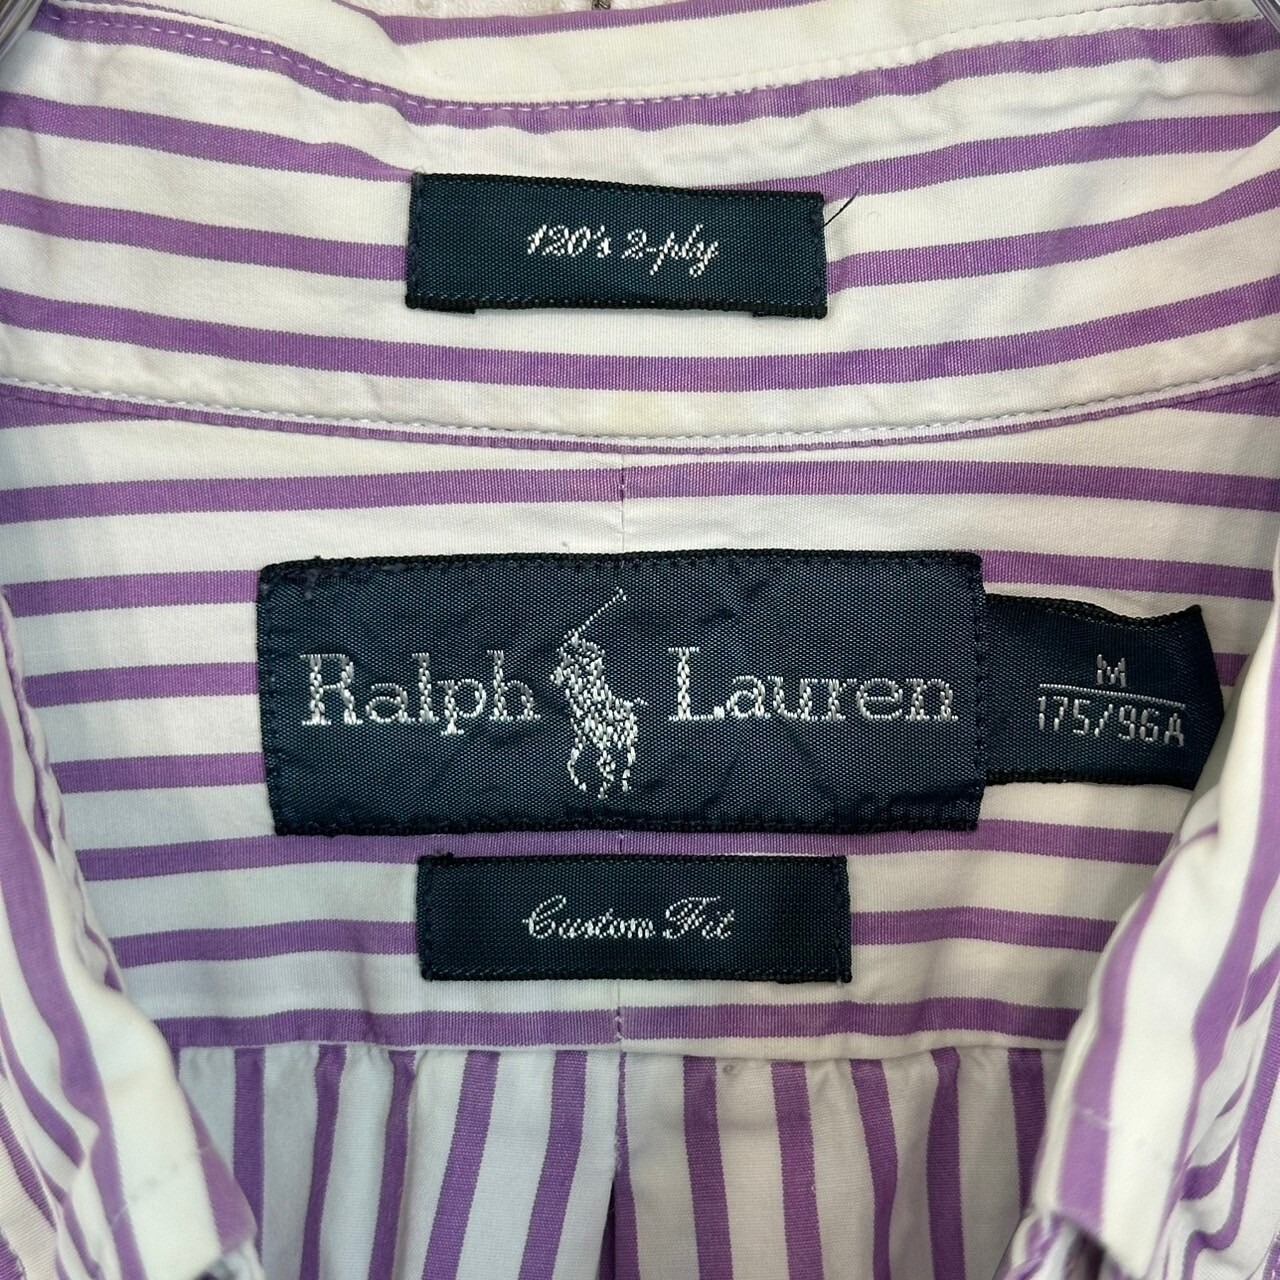 120's 2-ply
Ralph Lauren
M
175/96A
Custom Fit